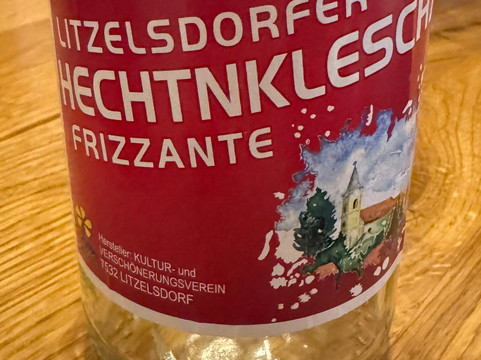 LITZELSDORFER
HECHTNKLESCH
FRIZZANTE
Hersteller: KULTUR- und
VERSCHÖNERUNGSVEREIN
7532 LITZELSDORF